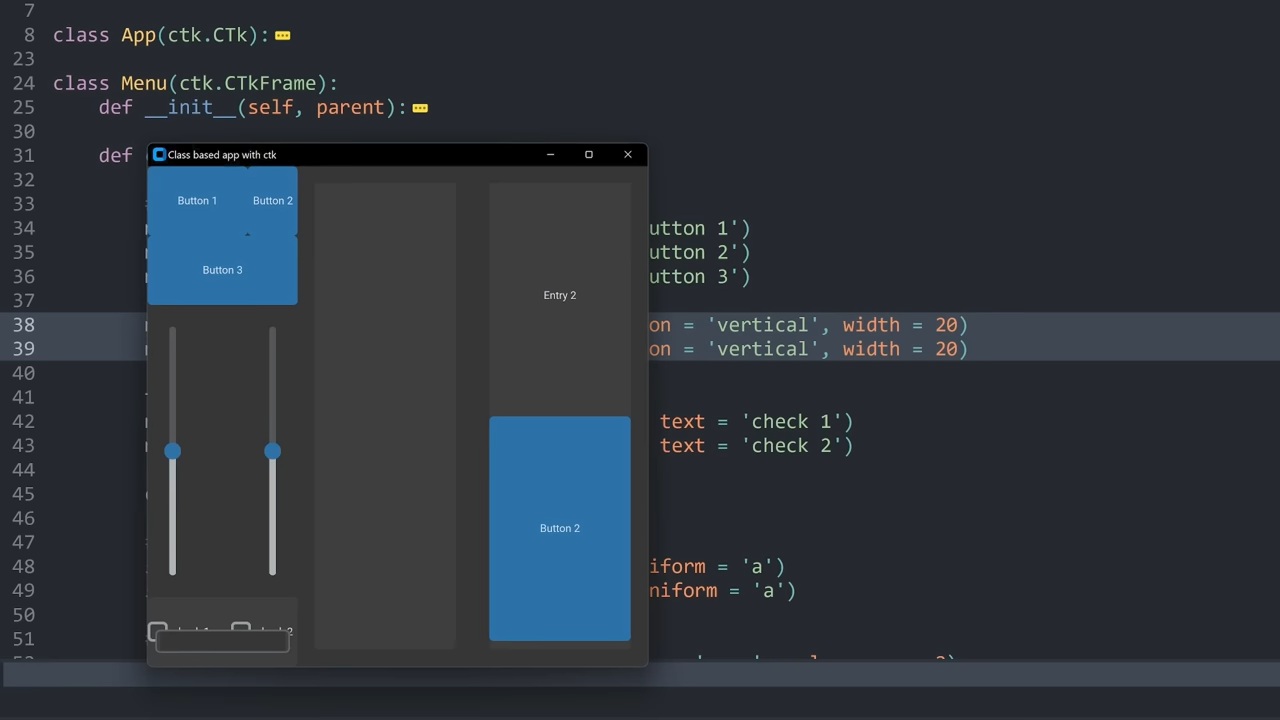 7
8 class App(ctk.CTk):
23
24 class Menu(ctk.CTkFrame):
25 def __init__(self, parent):
30
31 def
32
33
34 utton 1')
35 utton 2')
36 utton 3')
37
38 on = 'vertical', width = 20)
39 on = 'vertical', width = 20)
40
41
42 text = 'check 1')
43 text = 'check 2')
44
45
46
47
48 iform = 'a')
49 niform = 'a')
50
51
Class based app with ctk
Button 1 Button 2
Button 3
Entry 2
Button 2